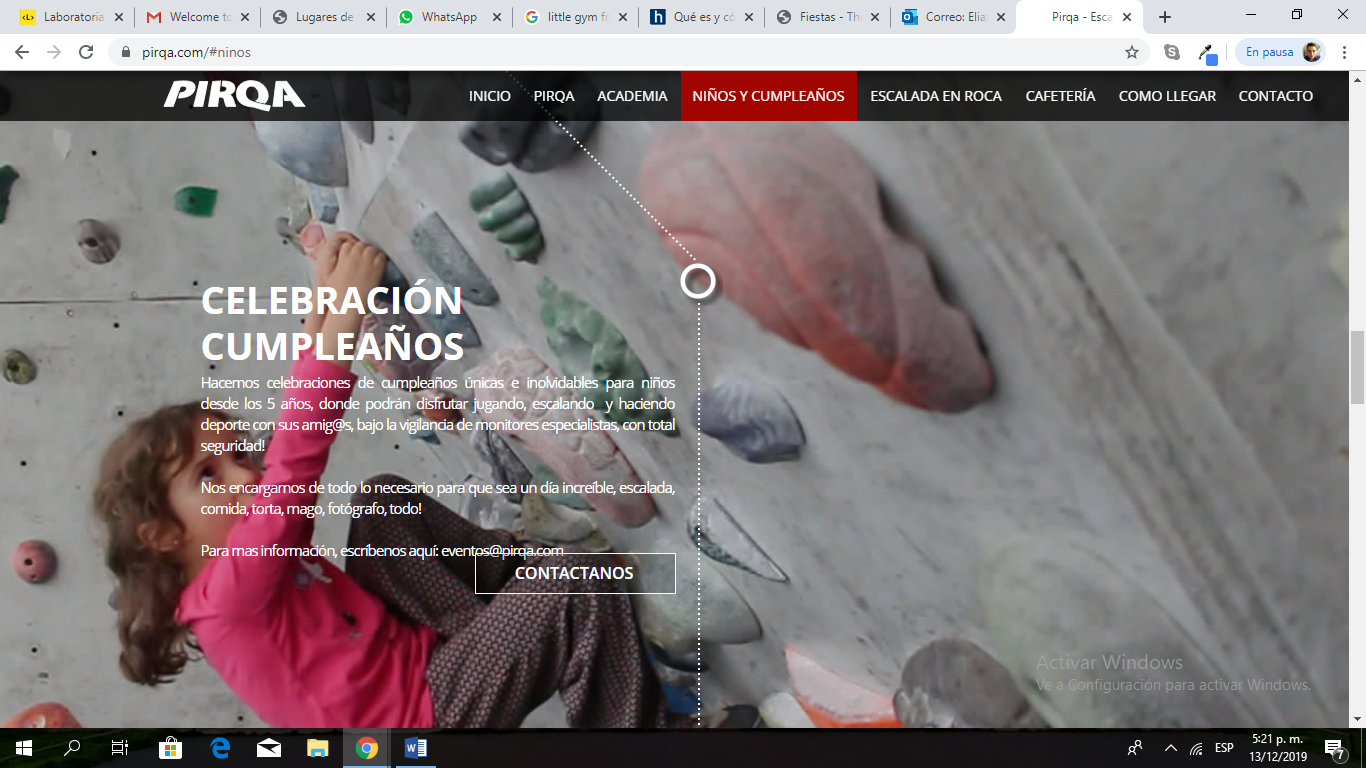 Laboratoria
Welcome to
Lugares de
WhatsApp
little gym fr
Qué es y có
Fiestas - Thr
Correo: Elian
Pirqa - Esca
pirqa.com/#ninos
En pausa
PIRQA
INICIO PIRQA ACADEMIA NIÑOS Y CUMPLEAÑOS ESCALADA EN ROCA CAFETERÍA COMO LLEGAR CONTACTO
CELEBRACIÓN
CUMPLEAÑOS
Hacemos celebraciones de cumpleaños únicas e inolvidables para niños
desde los 5 años, donde podrán disfrutar jugando, escalando y haciendo
deporte con sus amig@s, bajo la vigilancia de monitores especialistas, con total
seguridad!
Nos encargamos de todo lo necesario para que sea un día increíble, escalada,
comida, torta, mago, fotógrafo, todo!
Para mas información, escríbenos aquí: eventos@pirqa.com
CONTACTANOS
Activar Windows
Ve a Configuración para activar Windows.
ESP
5:21 p. m.
13/12/2019
7